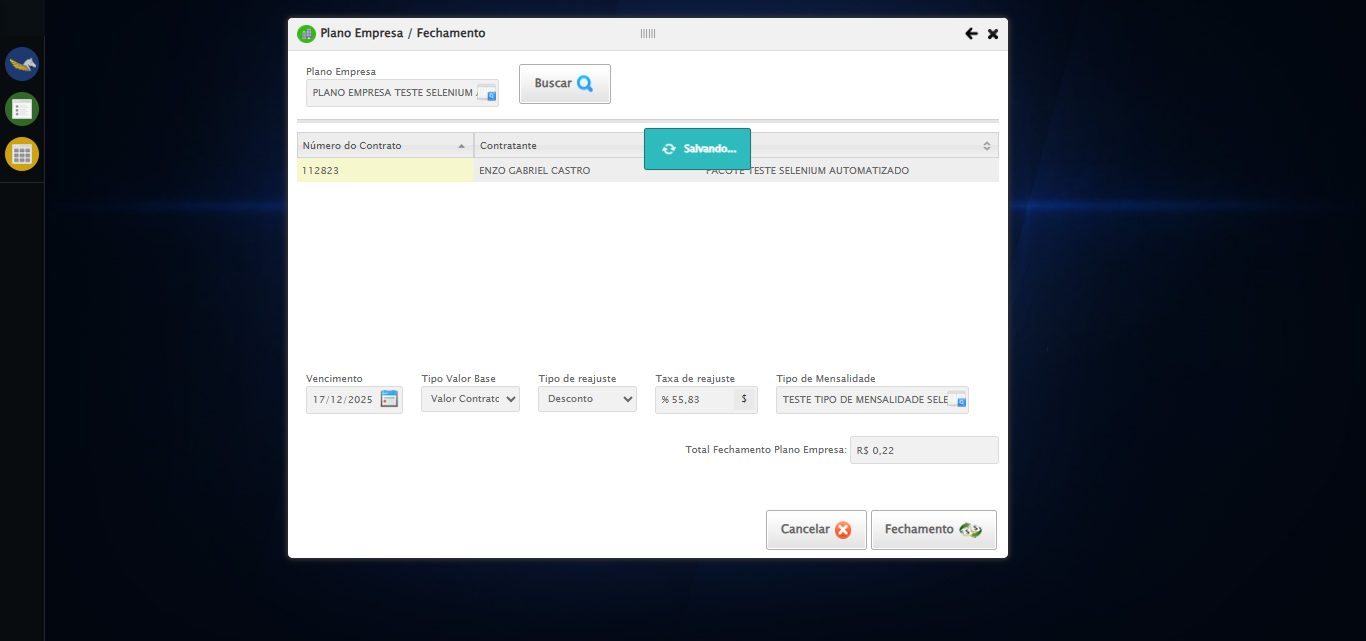 Plano Empresa / Fechamento
Plano Empresa
PLANO EMPRESA TESTE SELENIUM
Buscar
Número do Contrato
Contratante
Salvando...
112823
ENZO GABRIEL CASTRO
PACOTE TESTE SELENIUM AUTOMATIZADO
Vencimento
Tipo Valor Base
Tipo de reajuste
Taxa de reajuste
Tipo de Mensalidade
17/12/2025
Valor Contrato
Desconto
% 55,83
$
TESTE TIPO DE MENSALIDADE SELE
Total Fechamento Plano Empresa:
R$ 0,22
Cancelar
Fechamento